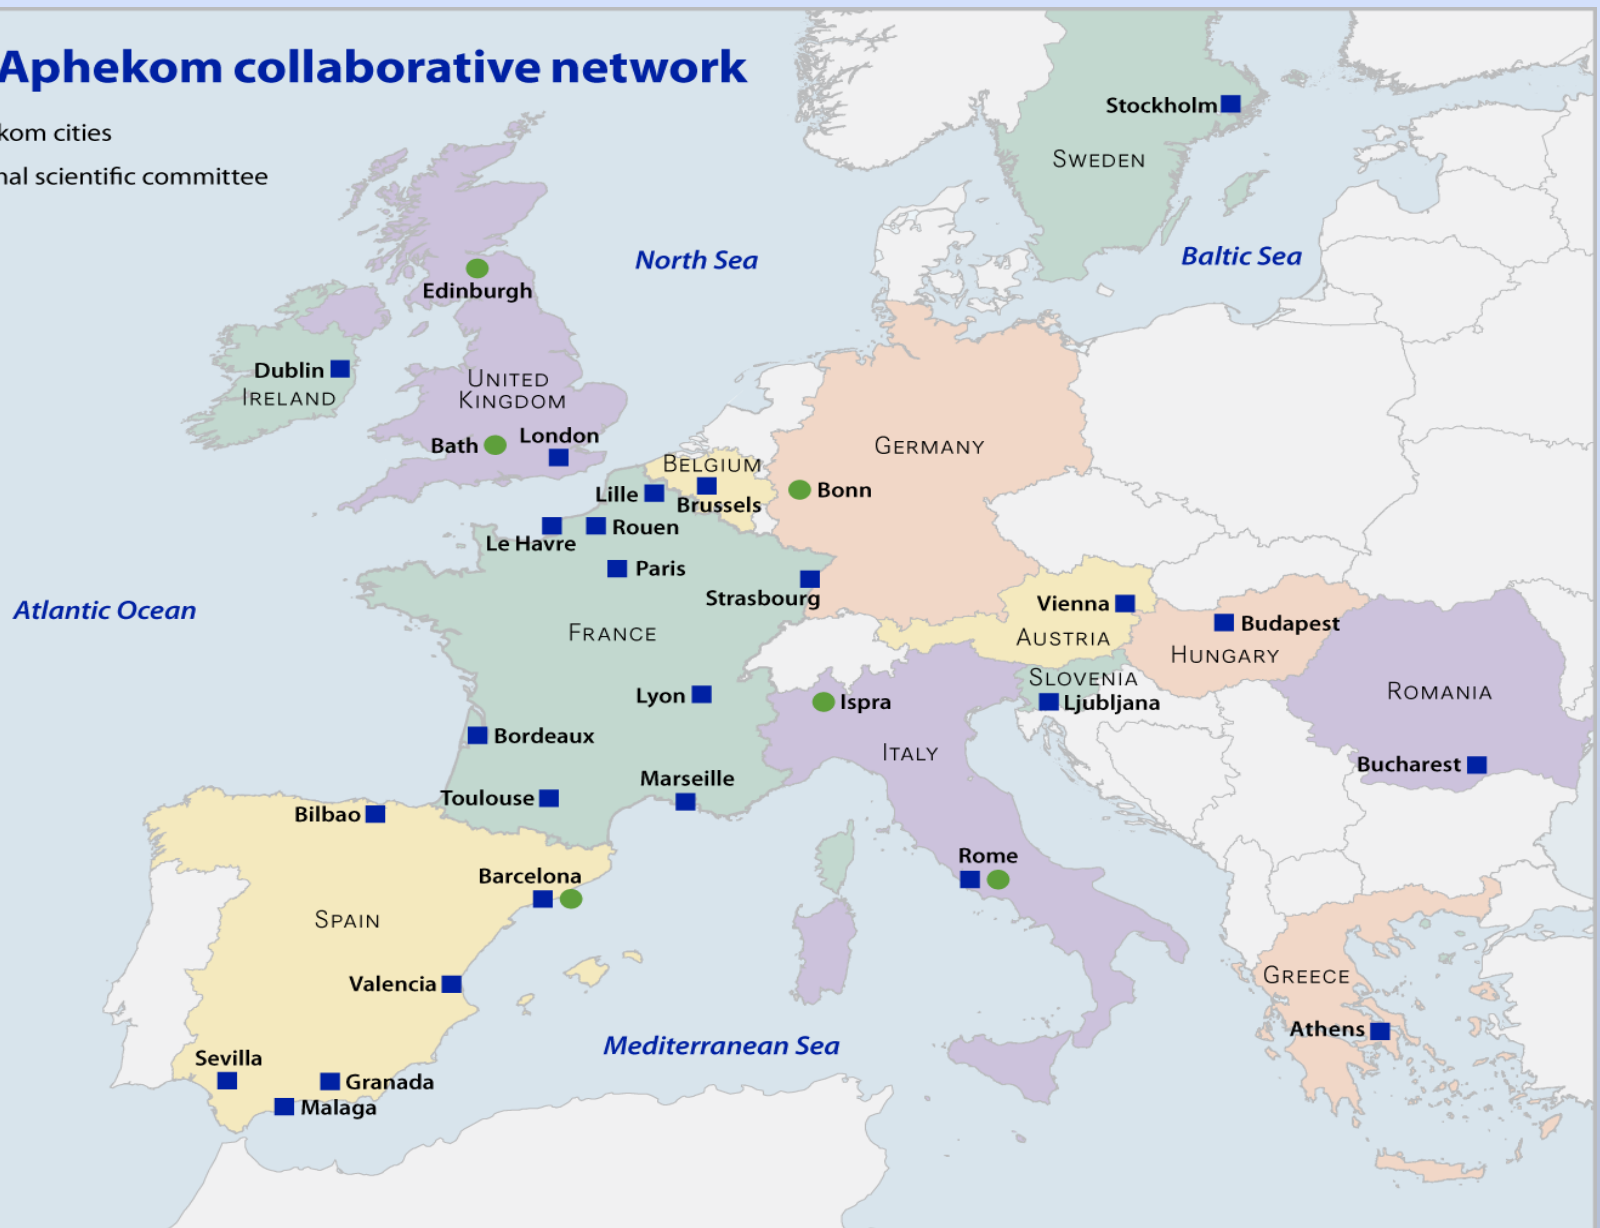 Aphekom collaborative network
kom cities
nal scientific committee
Stockholm
SWEDEN
North Sea
Baltic Sea
Edinburgh
Dublin
IRELAND
UNITED
KINGDOM
Bath
London
GERMANY
BELGIUM
Brussels
Bonn
Lille
Le Havre
Rouen
Paris
Strasbourg
Atlantic Ocean
FRANCE
Vienna
AUSTRIA
Budapest
HUNGARY
SLOVENIA
Ljubljana
ROMANIA
Lyon
Ispra
Bordeaux
ITALY
Bucharest
Marseille
Toulouse
Bilbao
Rome
Barcelona
SPAIN
Valencia
GREECE
Athens
Mediterranean Sea
Sevilla
Granada
Malaga